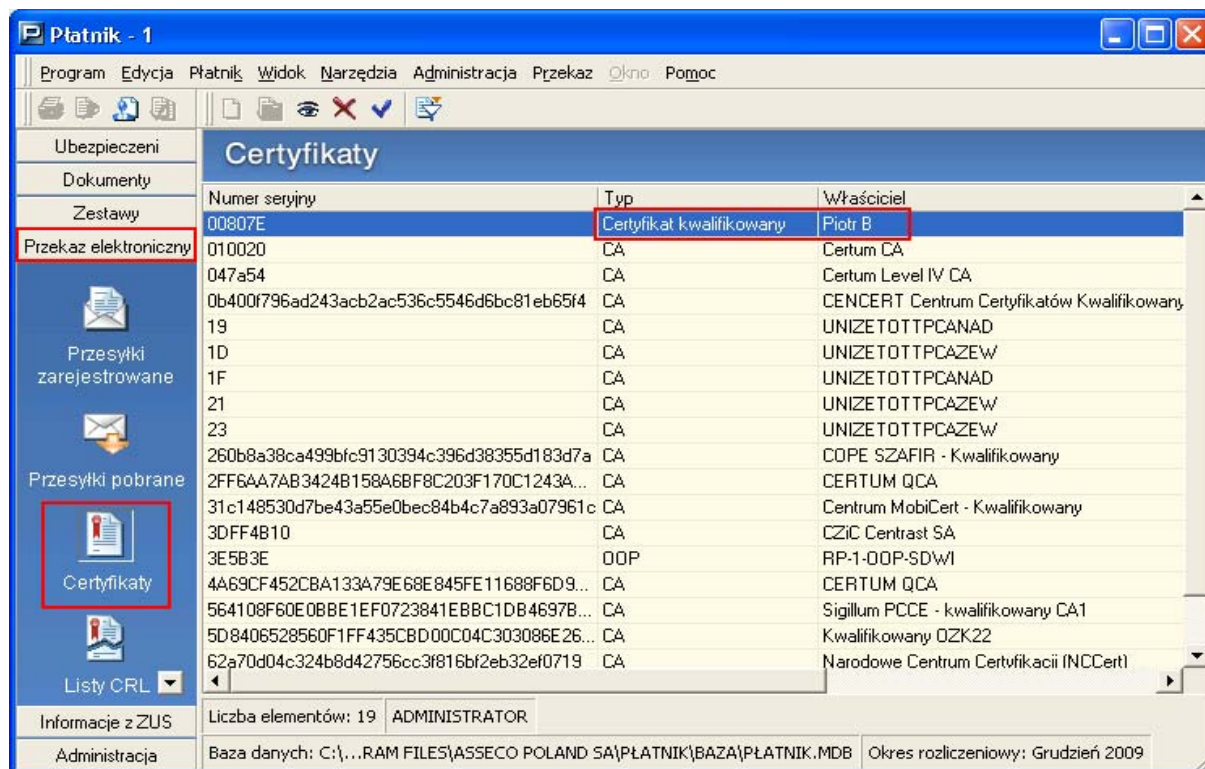 Płatnik - 1
Program Edycja Płatnik Widok Narzędzia Administracja Przekaz Okno Pomoc
Ubezpieczeni
Dokumenty
Zestawy
Przekaz elektroniczny
Przesyłki
zarejestrowane
Przesyłki pobrane
Certyfikaty
Listy CRL
Informacje z ZUS
Administracja
Certyfikaty
Numer seryjny Typ Właściciel
00807E Certyfikat kwalifikowany Piotr B
010020 CA Certum CA
047a54 CA Certum Level IV CA
0b400f796ad243acb2ac536c5546d6bc81eb65f4 CA CENCERT Centrum Certyfikatów Kwalifikowany
19 CA UNIZETOTTPCANAD
1D CA UNIZETOTTPCAZEW
1F CA UNIZETOTTPCANAD
21 CA UNIZETOTTPCAZEW
23 CA UNIZETOTTPCAZEW
260b8a38ca499bfc9130394c396d38355d183d7a CA COPE SZAFIR - Kwalifikowany
2FF6AA7AB3424B158A6BF8C203F170C1243A... CA CERTUM QCA
31c148530d7be43a55e0bec84b4c7a893a07961c CA Centrum MobiCert - Kwalifikowany
3DFF4B10 CA CZiC Centrast SA
3E5B3E OOP RP-1-OOP-SDWI
4A69CF452CBA133A79E68E845FE11688F6D9... CA CERTUM QCA
564108F60E0BBE1EF0723841EBBC1DB4697B... CA Sigillum PCCE - kwalifikowany CA1
5D8406528560F1FF435CBD00C04C303086E26... CA Kwalifikowany OZK22
62a70d04c324b8d42756cc3f816bf2eb32ef0719 CA Narodowe Centrum Certyfikacji (NCCert)
Liczba elementów: 19 ADMINISTRATOR
Baza danych: C:\...RAM FILES\ASSECO POLAND SA\PŁATNIK\BAZA\PŁATNIK.MDB Okres rozliczeniowy: Grudzień 2009